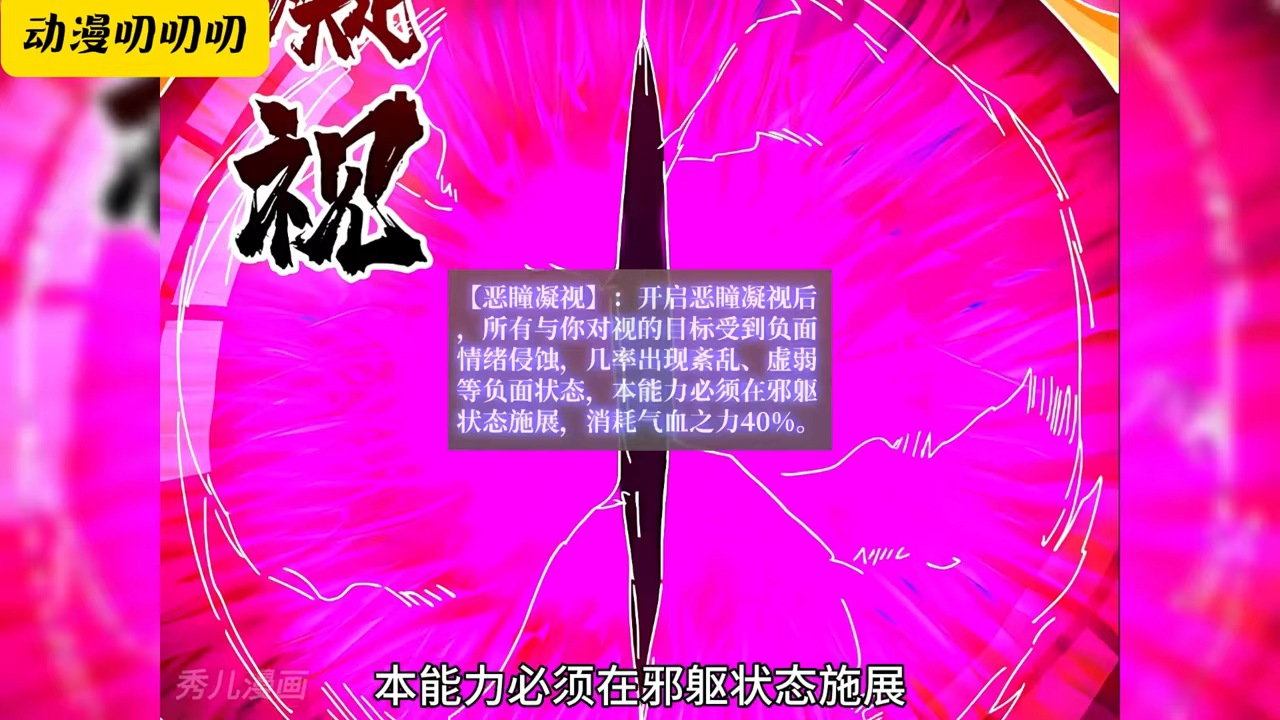 动漫叨叨叨
凝
视
【恶瞳凝视】：开启恶瞳凝视后
，所有与你对视的目标受到负面
情绪侵蚀，几率出现紊乱、虚弱
等负面状态，本能力必须在邪躯
状态施展，消耗气血之力40%。
秀儿漫画
本能力必须在邪躯状态施展